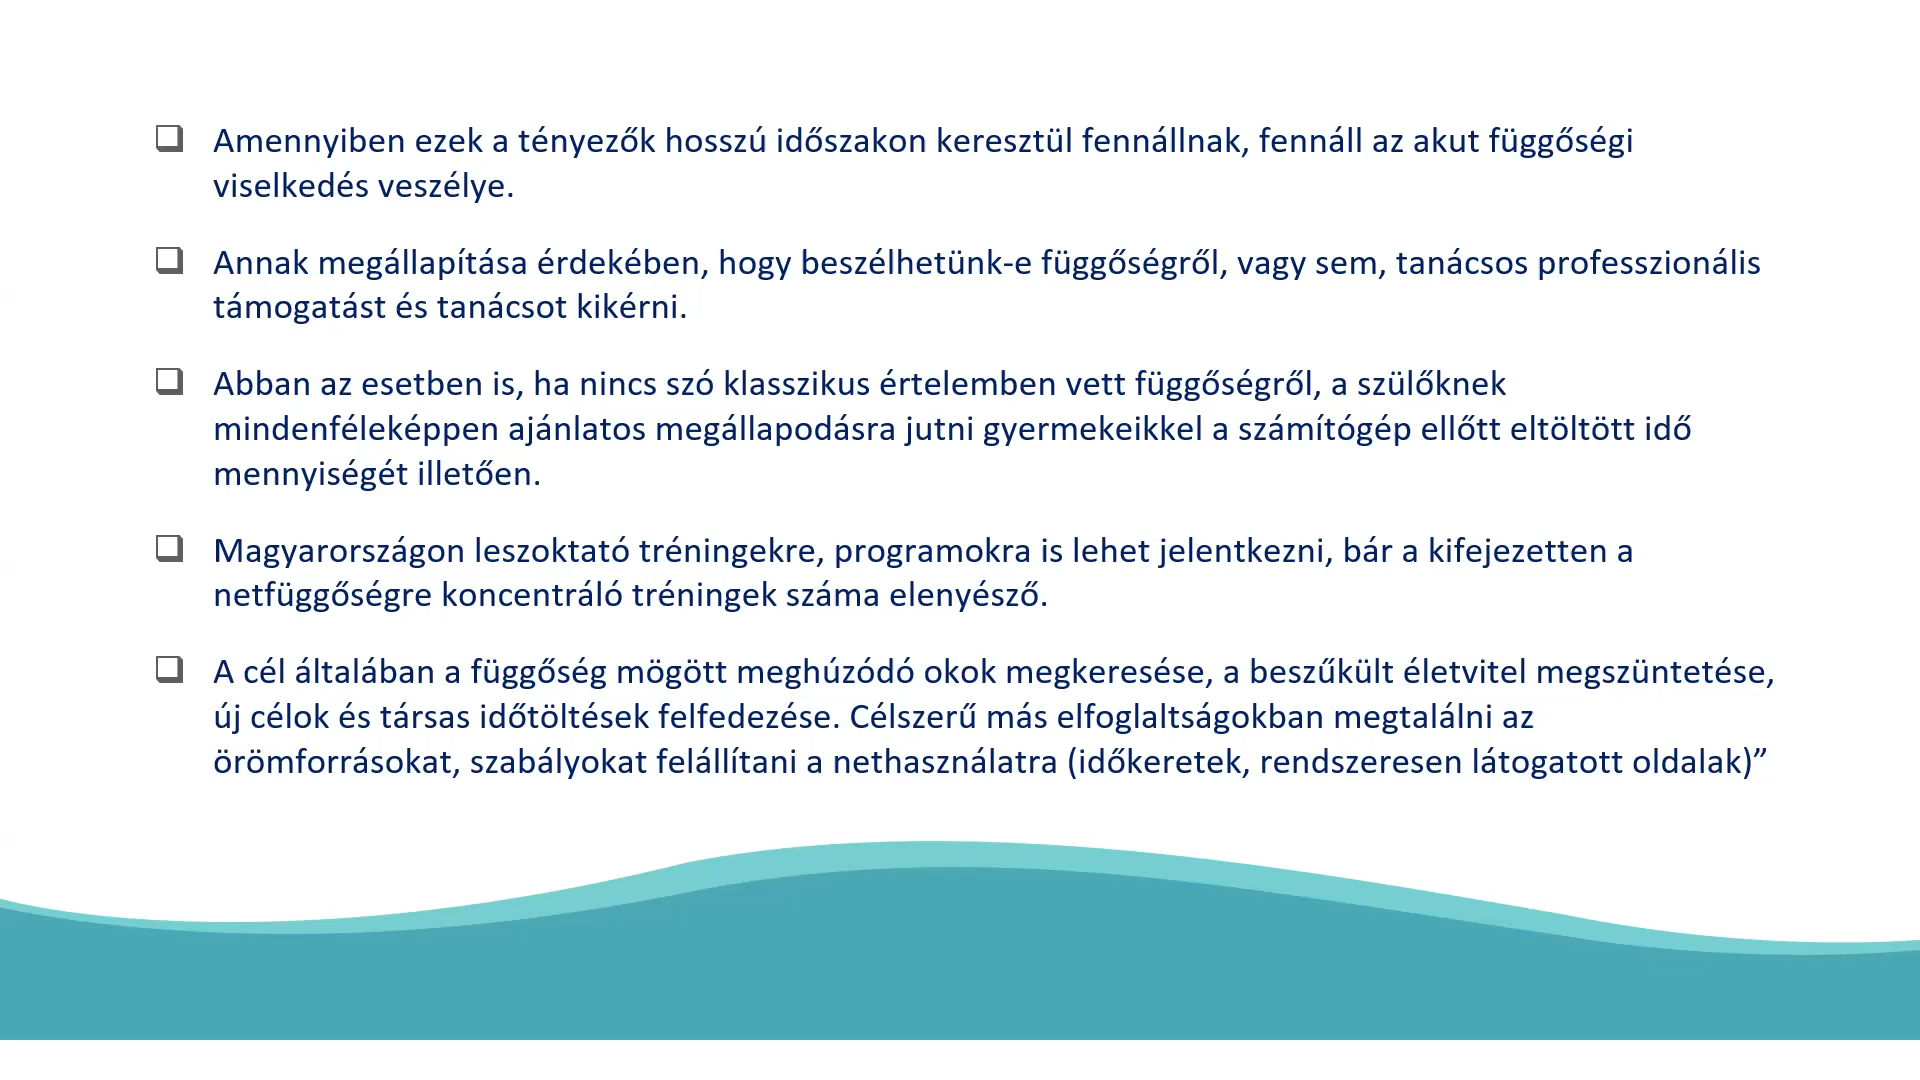 ❑ Amennyiben ezek a tényezők hosszú időszakon keresztül fennállnak, fennáll az akut függőségi
viselkedés veszélye.
❑ Annak megállapítása érdekében, hogy beszélhetünk-e függőségről, vagy sem, tanácsos professzionális
támogatást és tanácsot kikérni.
❑ Abban az esetben is, ha nincs szó klasszikus értelemben vett függőségről, a szülőknek
mindenféleképpen ajánlatos megállapodásra jutni gyermekeikkel a számítógép ellőtt eltöltött idő
mennyiségét illetően.
❑ Magyarországon leszoktató tréningekre, programokra is lehet jelentkezni, bár a kifejezetten a
netfüggőségre koncentráló tréningek száma elenyésző.
❑ A cél általában a függőség mögött meghúzódó okok megkeresése, a beszűkült életvitel megszüntetése,
új célok és társas időtöltések felfedezése. Célszerű más elfoglaltságokban megtalálni az
örömforrásokat, szabályokat felállítani a nethasználatra (időkeretek, rendszeresen látogatott oldalak)”